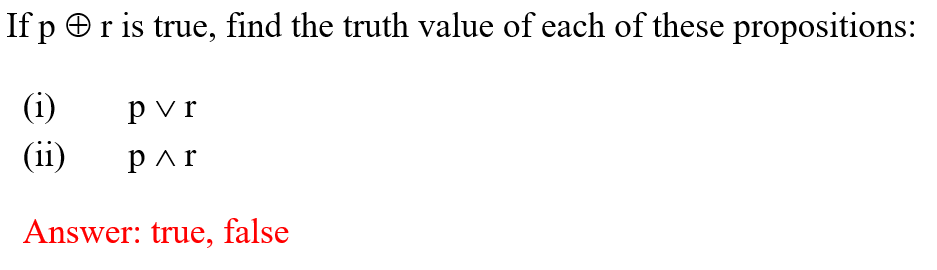 If p ⊕ r is true, find the truth value of each of these propositions:
(i) p ∨ r
(ii) p ∧ r
Answer: true, false